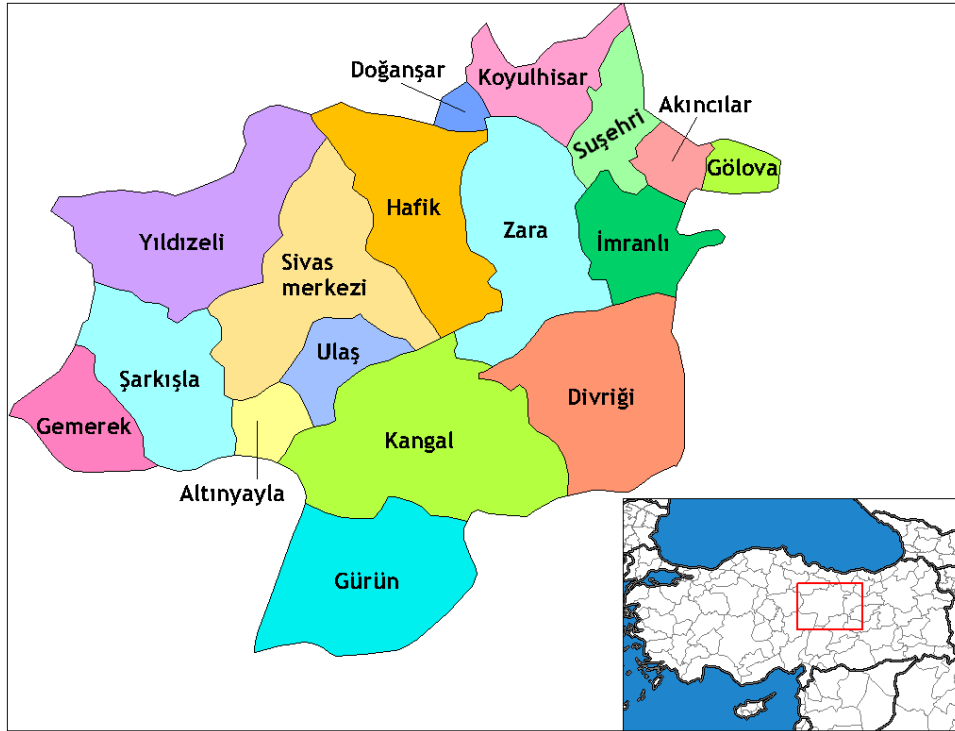 Doğanşar
Koyulhisar
Akıncılar
Suşehri
Gölova
Hafik
Zara
Yıldızeli
İmranlı
Sivas
merkezi
Ulaş
Şarkışla
Divriği
Gemerek
Kangal
Altınyayla
Gürün